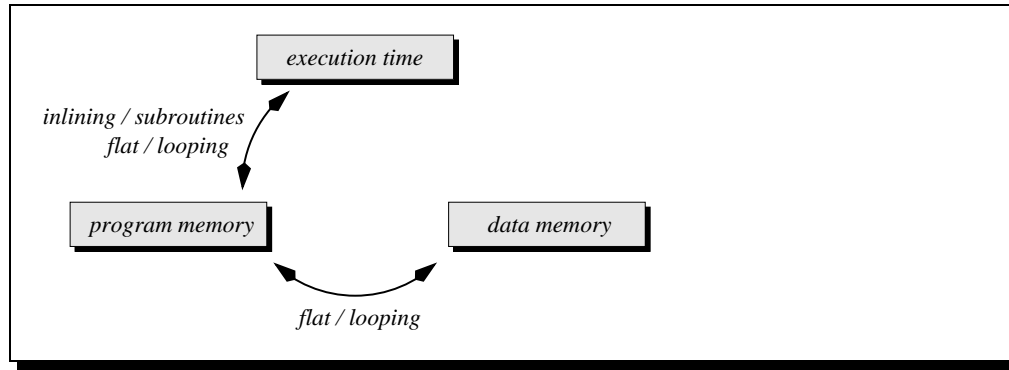 execution time
inlining / subroutines
flat / looping
program memory
data memory
flat / looping